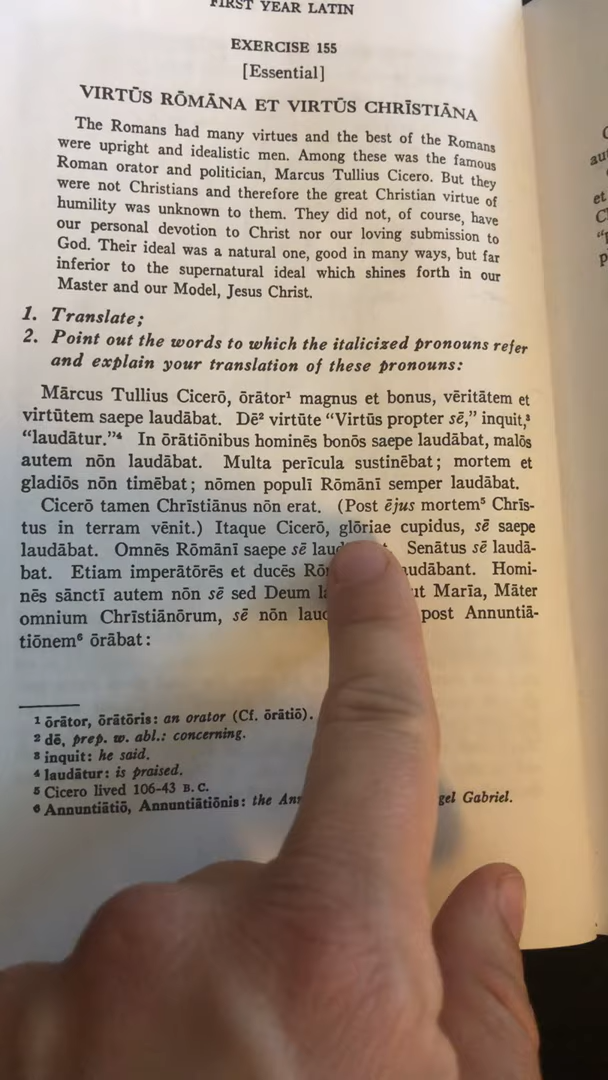 FIRST YEAR LATIN
EXERCISE 155
[Essential]
VIRTŪS RŌMĀNA ET VIRTŪS CHRĪSTIĀNA
The Romans had many virtues and the best of the Romans
were upright and idealistic men. Among these was the famous
Roman orator and politician, Marcus Tullius Cicero. But they
were not Christians and therefore the great Christian virtue of
humility was unknown to them. They did not, of course, have
our personal devotion to Christ nor our loving submission to
God. Their ideal was a natural one, good in many ways, but far
inferior to the supernatural ideal which shines forth in our
Master and our Model, Jesus Christ.
1. Translate;
2. Point out the words to which the italicized pronouns refer
and explain your translation of these pronouns:
Mārcus Tullius Cicerō, ōrātor¹ magnus et bonus, vēritātem et
virtūtem saepe laudābat. Dē² virtūte “Virtūs propter sē,” inquit,³
“laudātur.”⁴ In ōrātiōnibus hominēs bonōs saepe laudābat, malōs
autem nōn laudābat. Multa perīcula sustinēbat; mortem et
gladiōs nōn timēbat; nōmen populī Rōmānī semper laudābat.
Cicerō tamen Chrīstiānus nōn erat. (Post ējus mortem⁵ Chrīs-
tus in terram vēnit.) Itaque Cicerō, glōriae cupidus, sē saepe
laudābat. Omnēs Rōmānī saepe sē Senātus sē laudā-
bat. Etiam imperātōrēs et ducēs Homi-
nēs sānctī autem nōn sē sed Deum Marīa, Māter
omnium Chrīstiānōrum, sē nōn post Annuntiā-
tiōnem⁶ ōrābat:
¹ ōrātor, ōrātōris: an orator (Cf. ōrātiō).
² dē, prep. w. abl.: concerning.
³ inquit: he said.
⁴ laudātur: is praised.
⁵ Cicero lived 106-43 B.C.
⁶ Annuntiātiō, Annuntiātiōnis: the Gabriel.